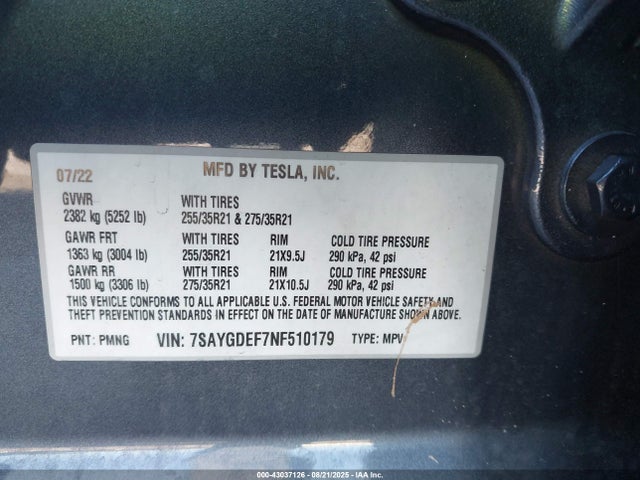 07/22 MFD BY TESLA, INC.
GVWR WITH TIRES
2382 kg (5252 lb) 255/35R21 & 275/35R21
GAWR FRT WITH TIRES RIM COLD TIRE PRESSURE
1363 kg (3004 lb) 255/35R21 21X9.5J 290 kPa, 42 psi
GAWR RR WITH TIRES RIM COLD TIRE PRESSURE
1500 kg (3306 lb) 275/35R21 21X10.5J 290 kPa, 42 psi
THIS VEHICLE CONFORMS TO ALL APPLICABLE U.S. FEDERAL MOTOR VEHICLE SAFETY AND
THEFT PREVENTION STANDARDS IN EFFECT ON THE DATE OF MANUFACTURE SHOWN ABOVE.
PNT: PMNG VIN: 7SAYGDEF7NF510179 TYPE: MPV
000-43037126 - 08/21/2025 - IAA Inc.